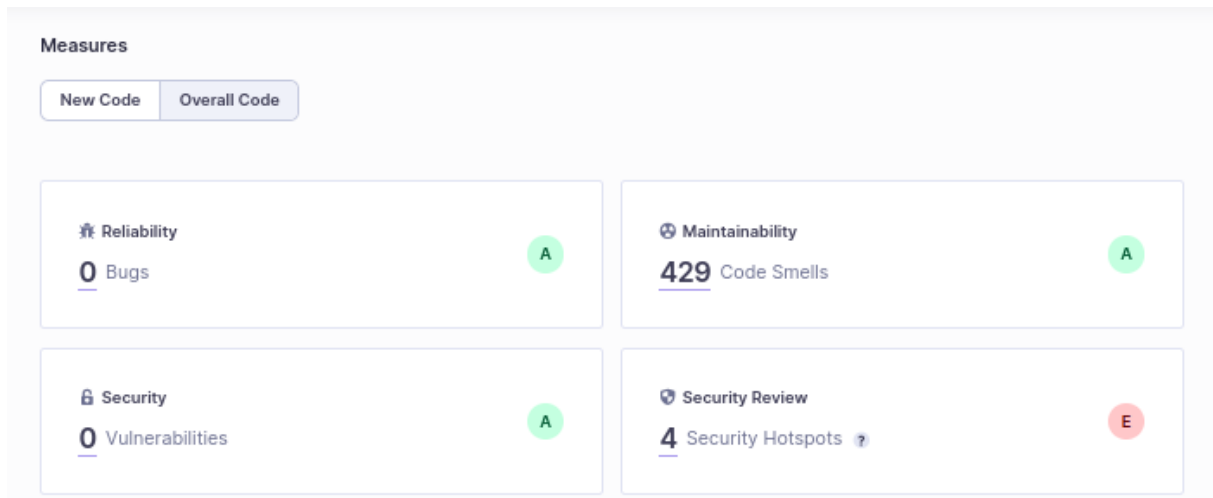 Measures
New Code Overall Code
Reliability
0 Bugs
A
Maintainability
429 Code Smells
A
Security
0 Vulnerabilities
A
Security Review
4 Security Hotspots ?
E